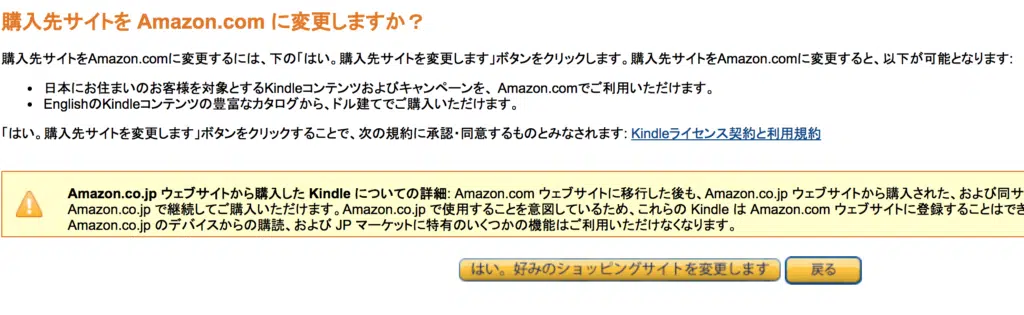 購入先サイトを Amazon.com に変更しますか？
購入先サイトをAmazon.comに変更するには、下の「はい。購入先サイトを変更します」ボタンをクリックします。購入先サイトをAmazon.comに変更すると、以下が可能となります:
• 日本にお住まいのお客様を対象とするKindleコンテンツおよびキャンペーンを、 Amazon.comでご利用いただけます。
• EnglishのKindleコンテンツの豊富なカタログから、ドル建てでご購入いただけます。
「はい。購入先サイトを変更します」ボタンをクリックすることで、次の規約に承認・同意するものとみなされます: Kindleライセンス契約と利用規約
Amazon.co.jp ウェブサイトから購入した Kindle についての詳細: Amazon.com ウェブサイトに移行した後も、Amazon.co.jp ウェブサイトから購入された、および同サ
Amazon.co.jp で継続してご購入いただけます。Amazon.co.jp で使用することを意図しているため、これらの Kindle は Amazon.com ウェブサイトに登録することはでき
Amazon.co.jp のデバイスからの購読、および JP マーケットに特有のいくつかの機能はご利用いただけなくなります。
はい。好みのショッピングサイトを変更します 戻る